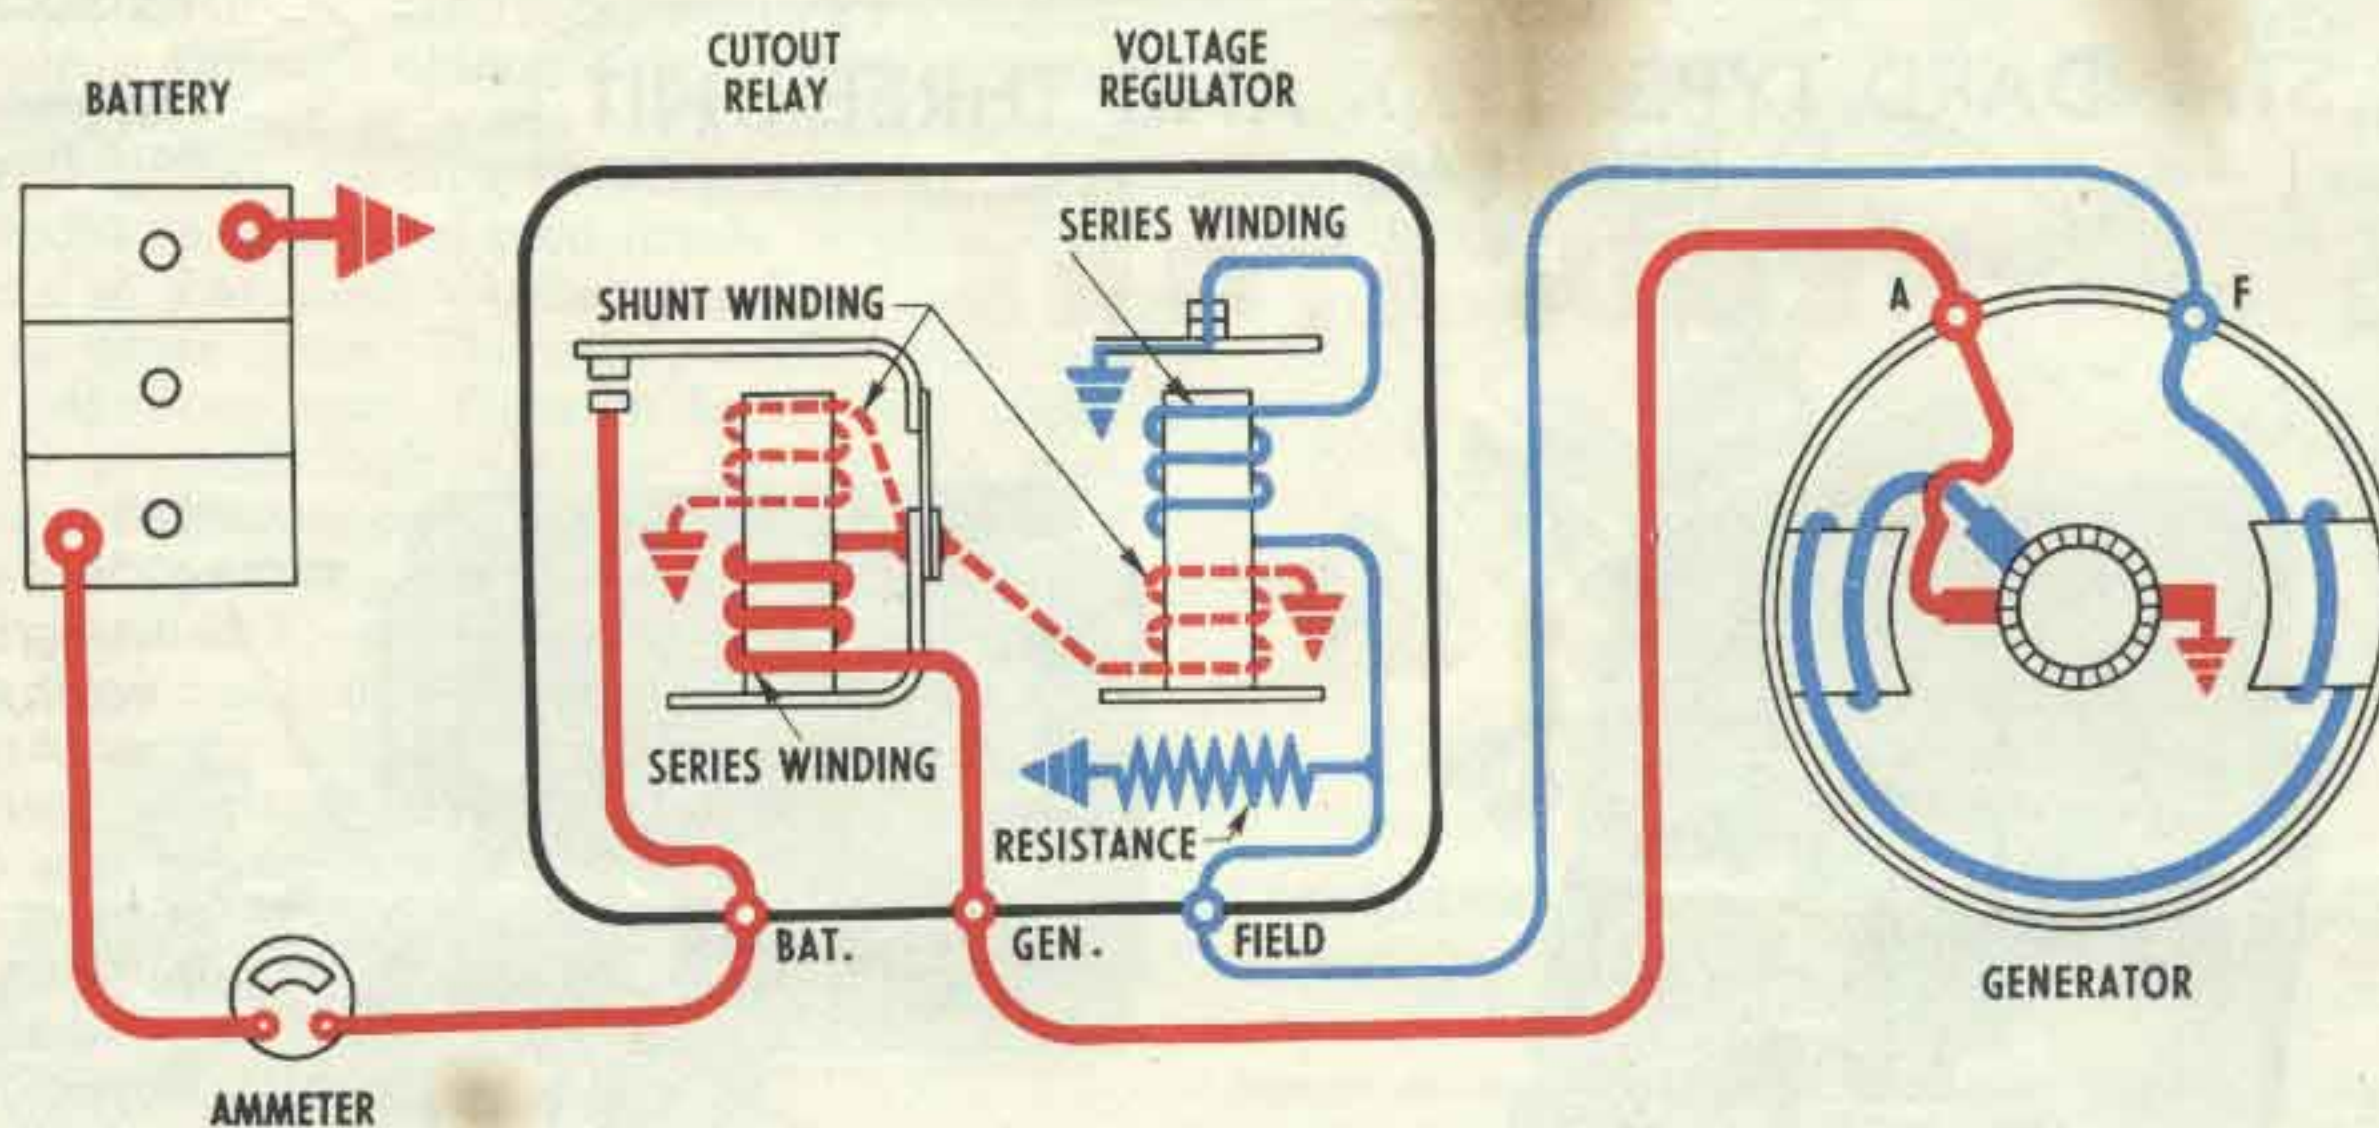 CUTOUT
RELAY
VOLTAGE
REGULATOR
BATTERY
SERIES WINDING
SHUNT WINDING
A
F
SERIES WINDING
RESISTANCE
BAT.
GEN.
FIELD
GENERATOR
AMMETER